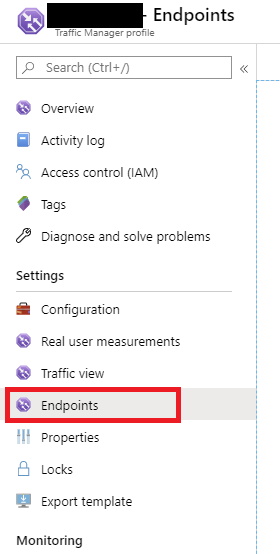 - Endpoints
Traffic Manager profile
Search (Ctrl+/)
«
Overview
Activity log
Access control (IAM)
Tags
Diagnose and solve problems
Settings
Configuration
Real user measurements
Traffic view
Endpoints
Properties
Locks
Export template
Monitoring